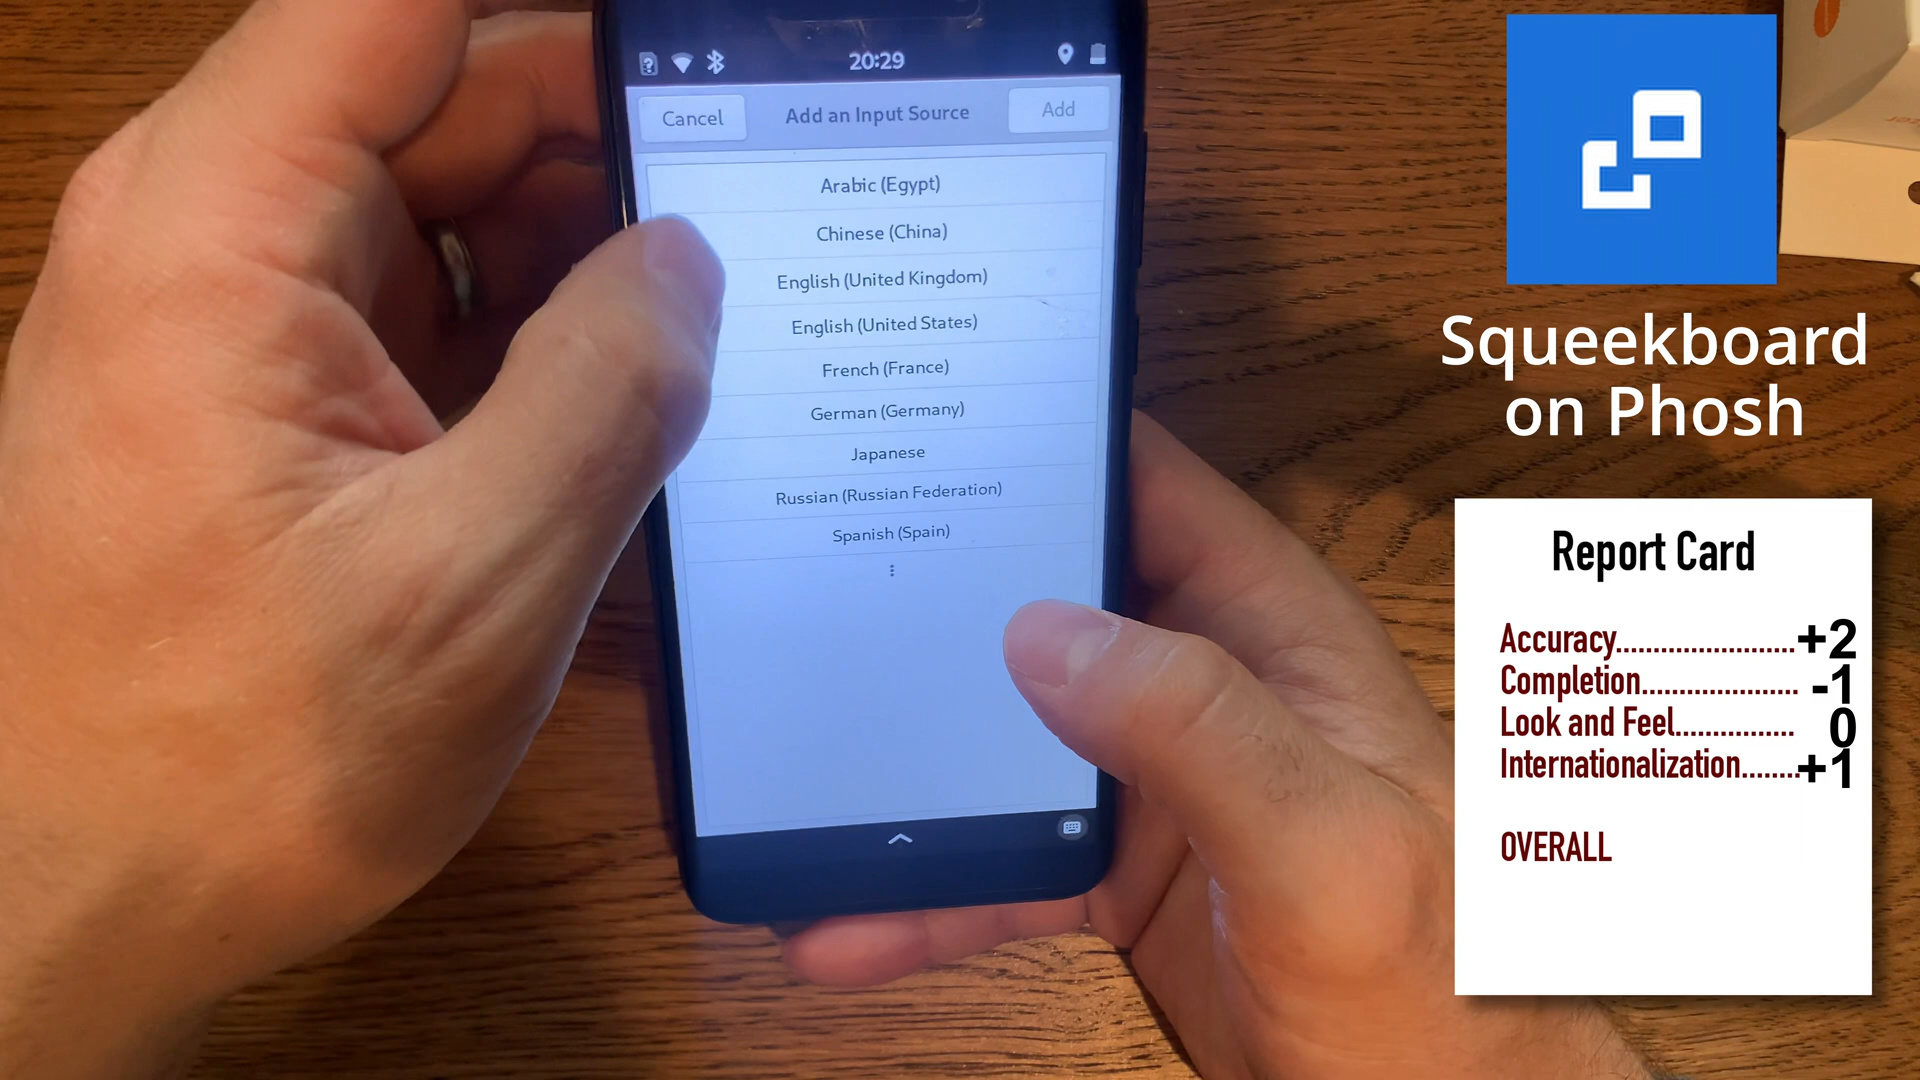 20:29
Cancel
Add an Input Source
Add
Arabic (Egypt)
Chinese (China)
English (United Kingdom)
English (United States)
French (France)
German (Germany)
Japanese
Russian (Russian Federation)
Spanish (Spain)
Squeekboard
on Phosh
Report Card
Accuracy........................+2
Completion..................... -1
Look and Feel................ 0
Internationalization........+1
OVERALL